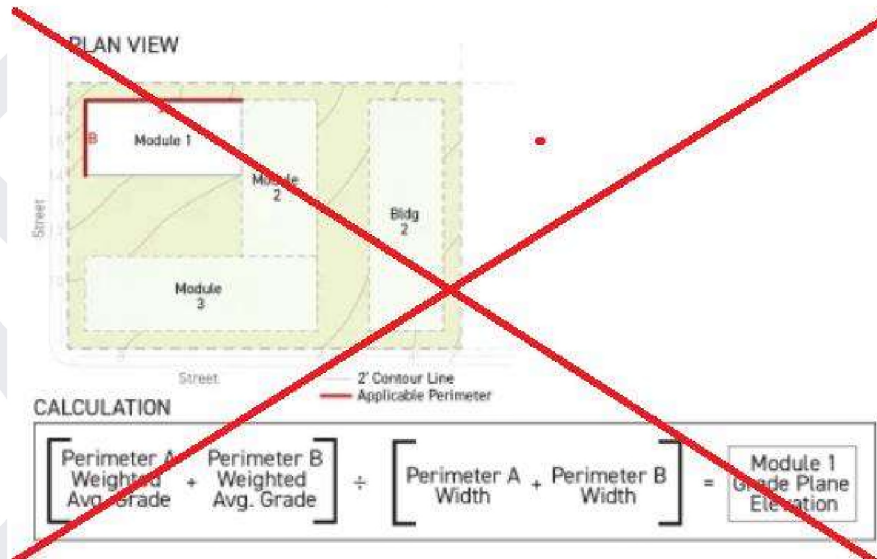 PLAN VIEW
B
Module 1
Module
2
Bldg
2
Module
3
Street
Street
2' Contour Line
Applicable Perimeter
CALCULATION
Perimeter A
Weighted
Avg. Grade
+
Perimeter B
Weighted
Avg. Grade
÷
Perimeter A
Width
+
Perimeter B
Width
=
Module 1
Grade Plane
Elevation